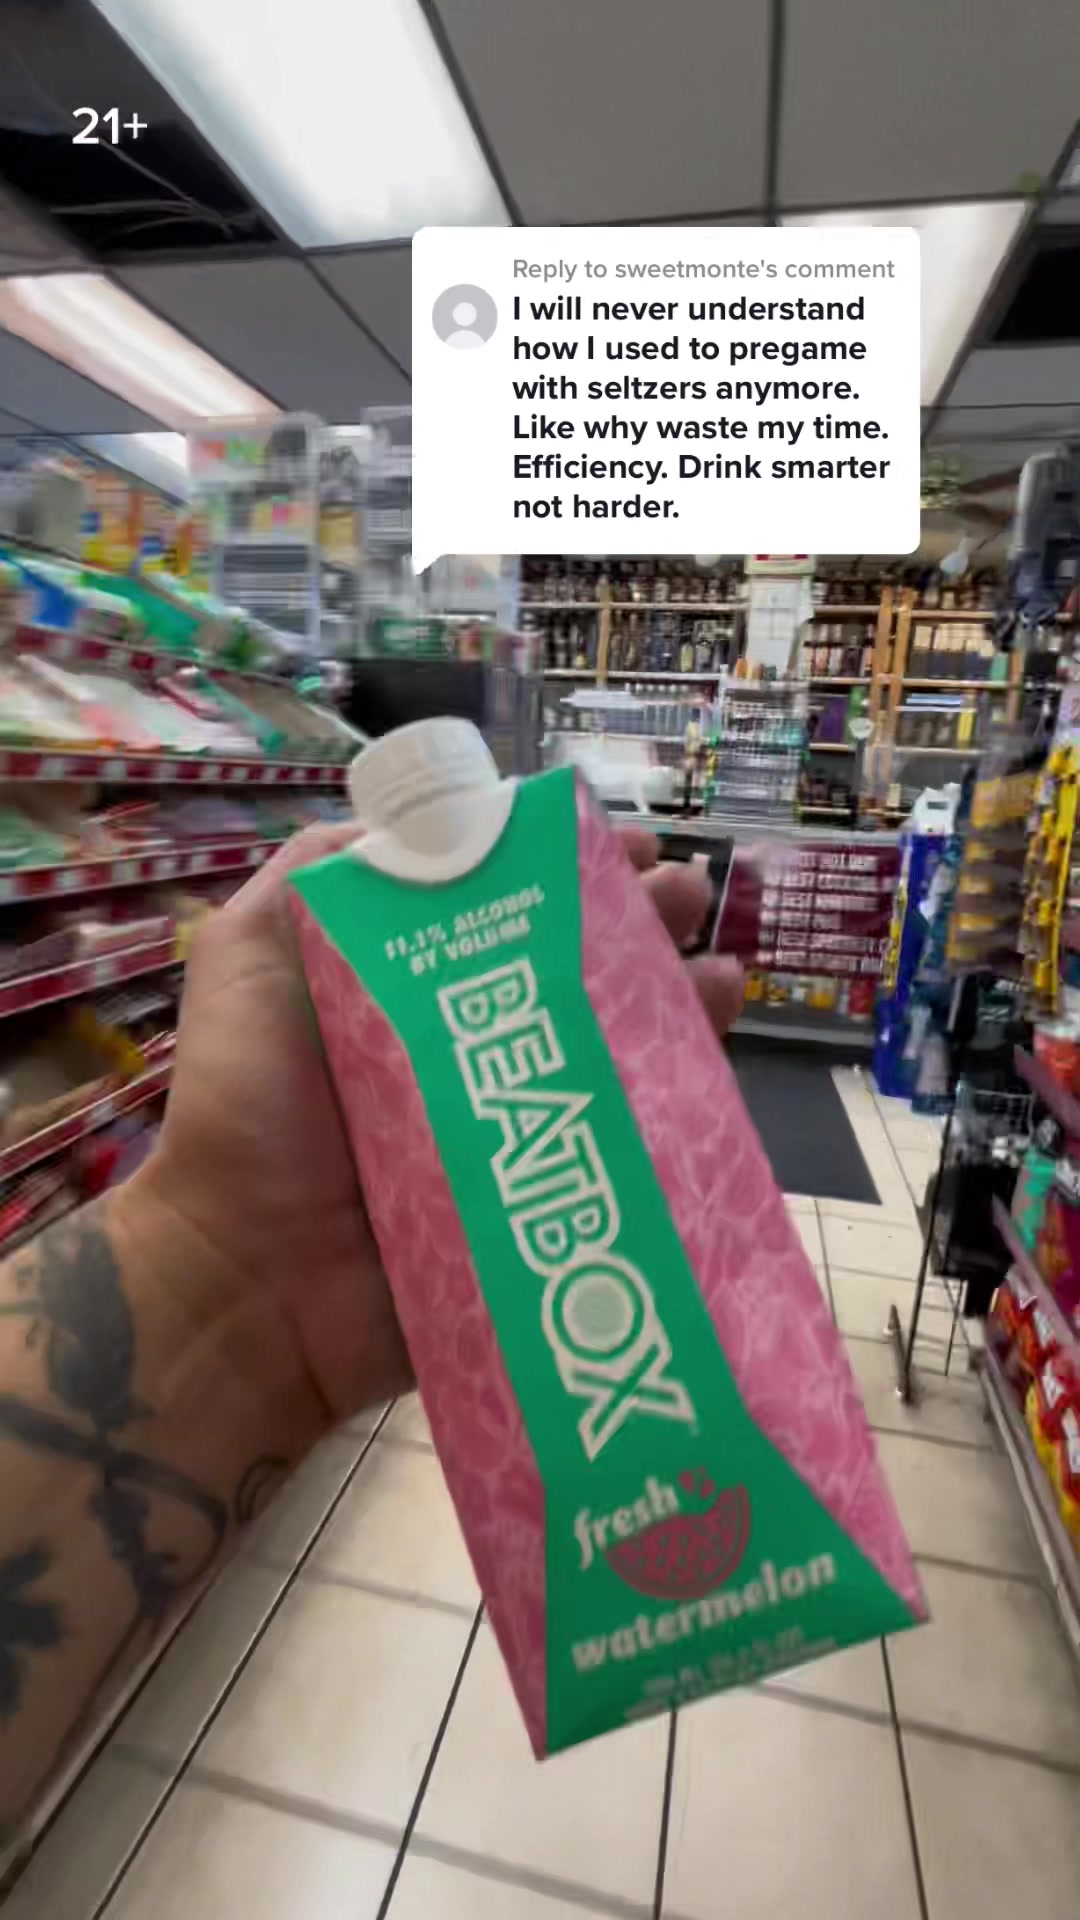 21+
Reply to sweetmonte's comment
I will never understand
how I used to pregame
with seltzers anymore.
Like why waste my time.
Efficiency. Drink smarter
not harder.
11.1% ALCOHOL
BY VOLUME
BEATBOX
fresh
watermelon